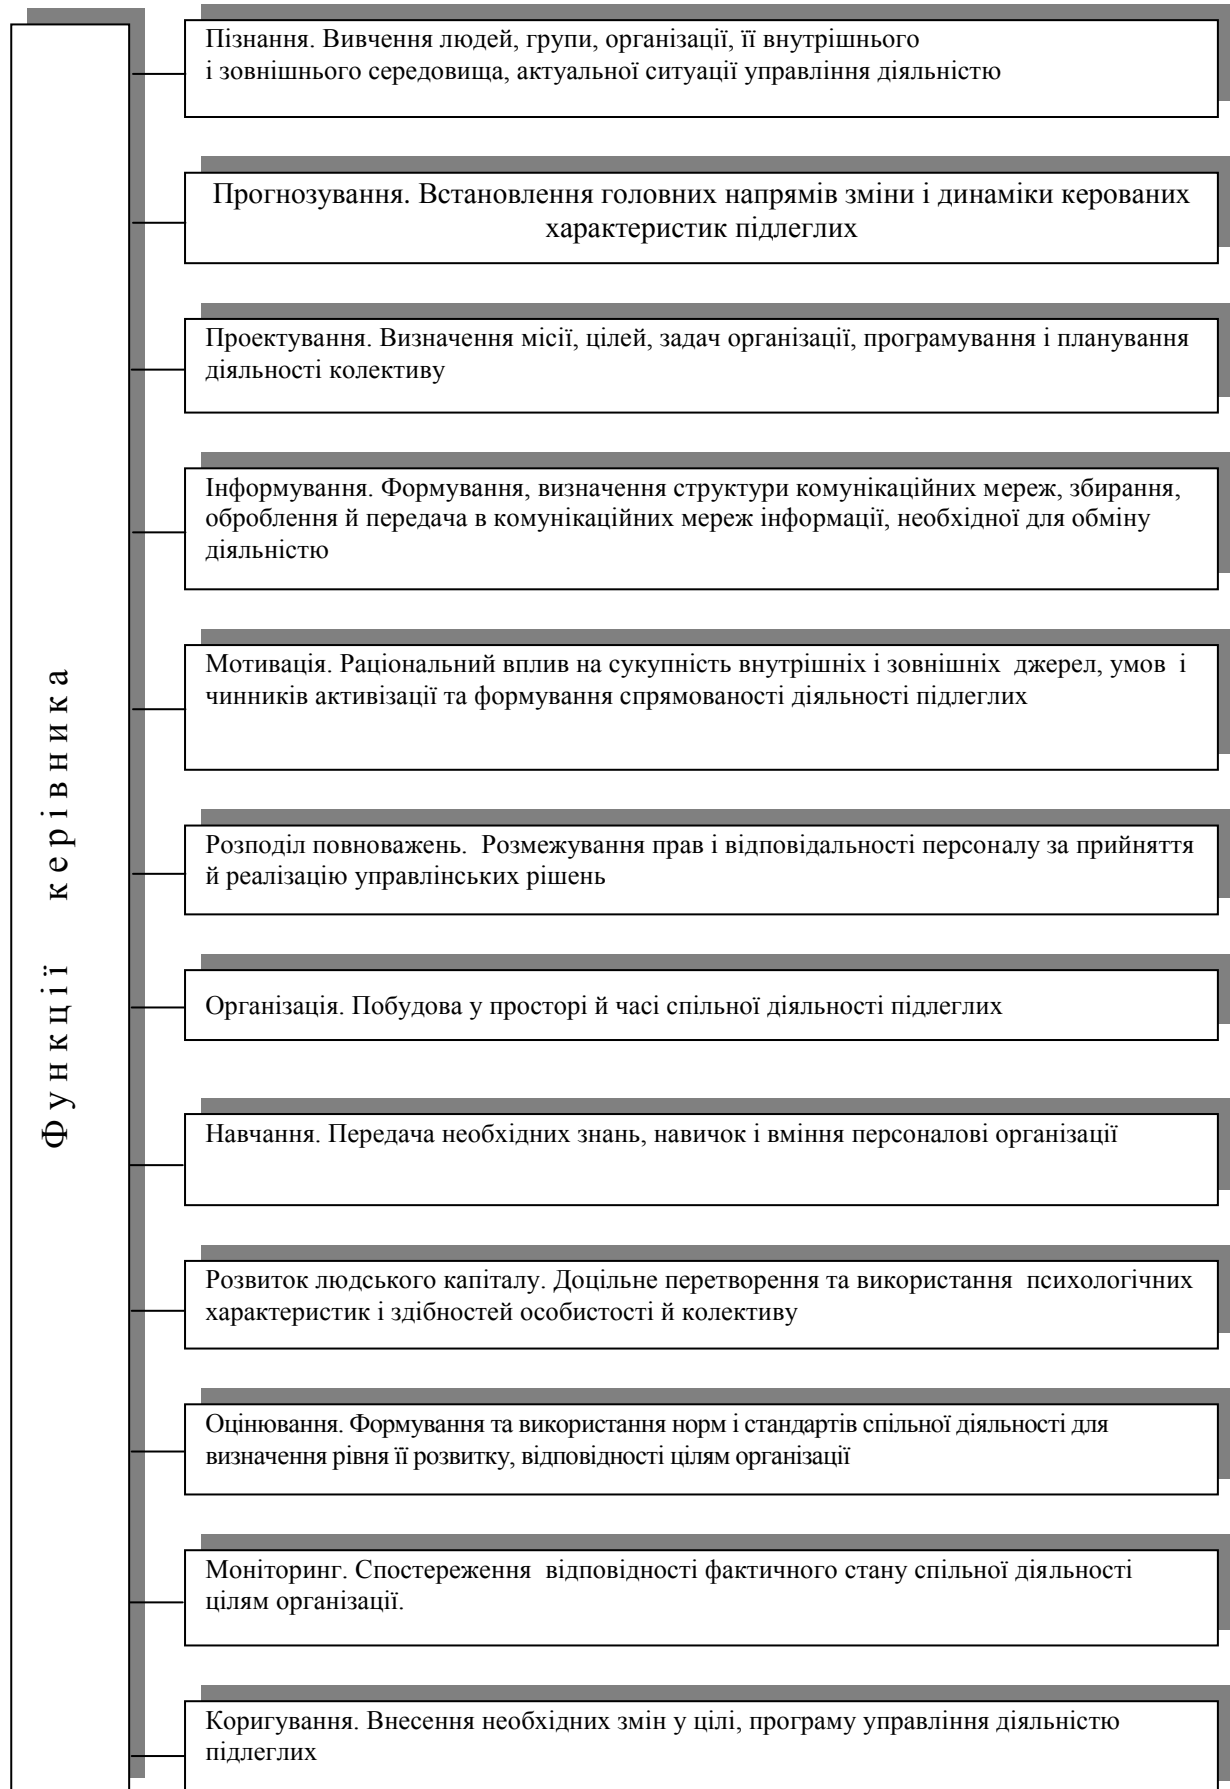 Функції керівника
Пізнання. Вивчення людей, групи, організації, її внутрішнього
і зовнішнього середовища, актуальної ситуації управління діяльністю
Прогнозування. Встановлення головних напрямів зміни і динаміки керованих
характеристик підлеглих
Проектування. Визначення місії, цілей, задач організації, програмування і планування
діяльності колективу
Інформування. Формування, визначення структури комунікаційних мереж, збирання,
оброблення й передача в комунікаційних мереж інформації, необхідної для обміну
діяльністю
Мотивація. Раціональний вплив на сукупність внутрішніх і зовнішніх джерел, умов і
чинників активізації та формування спрямованості діяльності підлеглих
Розподіл повноважень. Розмежування прав і відповідальності персоналу за прийняття
й реалізацію управлінських рішень
Організація. Побудова у просторі й часі спільної діяльності підлеглих
Навчання. Передача необхідних знань, навичок і вміння персоналові організації
Розвиток людського капіталу. Доцільне перетворення та використання психологічних
характеристик і здібностей особистості й колективу
Оцінювання. Формування та використання норм і стандартів спільної діяльності для
визначення рівня її розвитку, відповідності цілям організації
Моніторинг. Спостереження відповідності фактичного стану спільної діяльності
цілям організації.
Коригування. Внесення необхідних змін у цілі, програму управління діяльністю
підлеглих